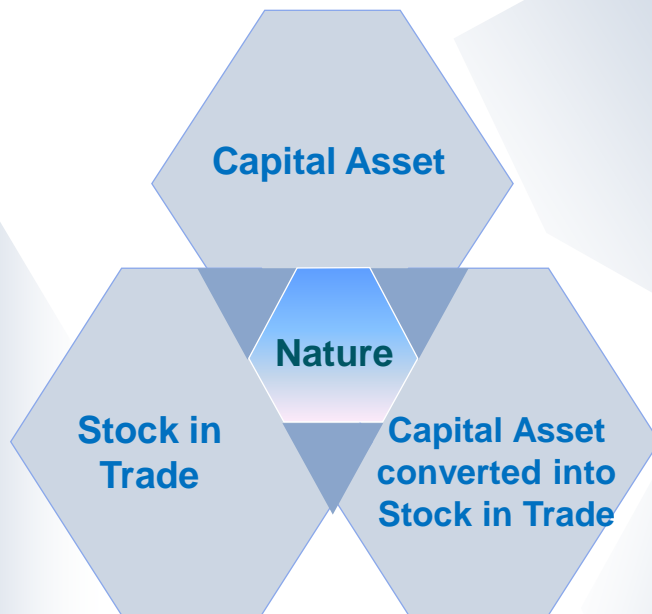 Capital Asset
Nature
Stock in
Trade
Capital Asset
converted into
Stock in Trade